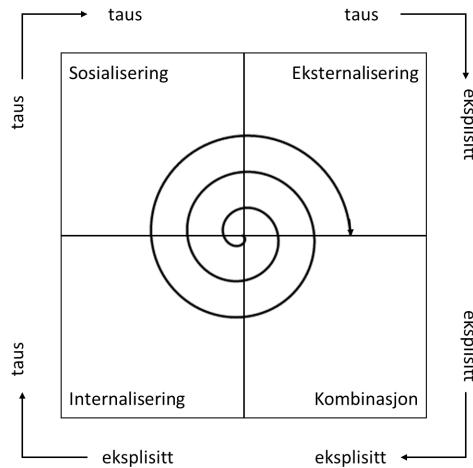 taus
taus
taus
Sosialisering
Eksternalisering
eksplisitt
taus
Internalisering
Kombinasjon
eksplisitt
eksplisitt
eksplisitt